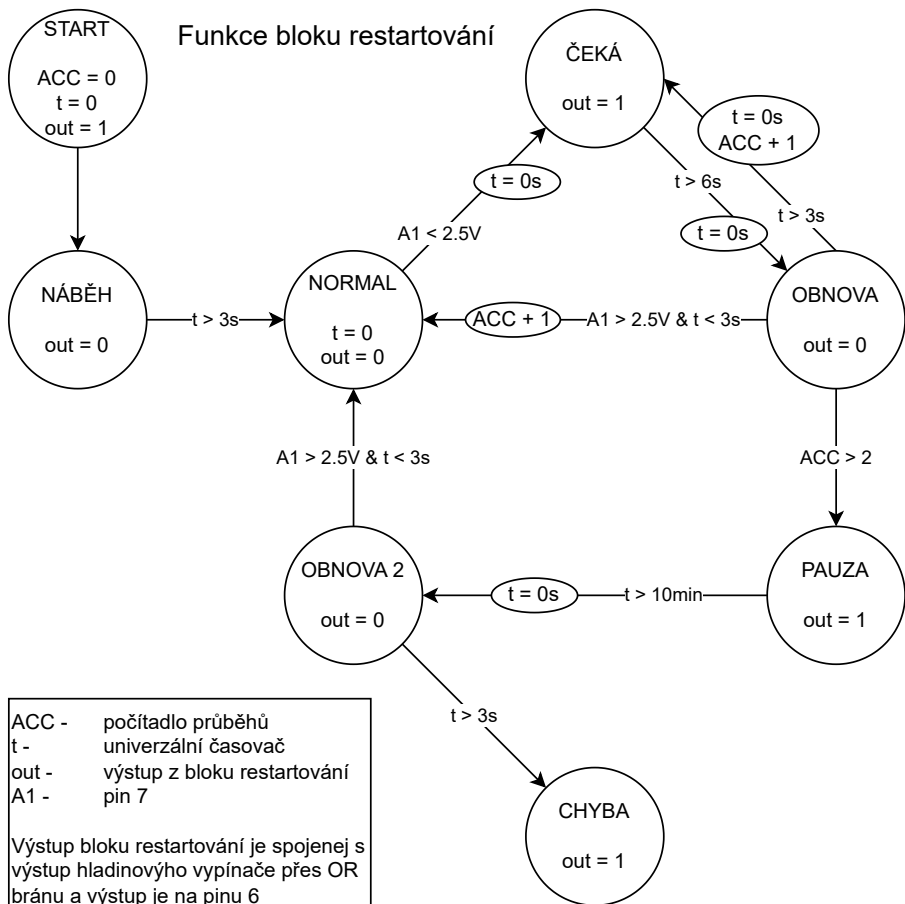 Funkce bloku restartování
START
ACC = 0
t = 0
out = 1
ČEKÁ
out = 1
t = 0s
ACC + 1
t = 0s
t > 6s
t > 3s
A1 < 2.5V
t = 0s
NÁBĚH
out = 0
t > 3s
NORMAL
t = 0
out = 0
ACC + 1
A1 > 2.5V & t < 3s
OBNOVA
out = 0
A1 > 2.5V & t < 3s
ACC > 2
OBNOVA 2
out = 0
t = 0s
t > 10min
PAUZA
out = 1
t > 3s
CHYBA
out = 1
ACC - počítadlo průběhů
t - univerzální časovač
out - výstup z bloku restartování
A1 - pin 7
Výstup bloku restartování je spojenej s
výstup hladinovýho vypínače přes OR
bránu a výstup je na pinu 6